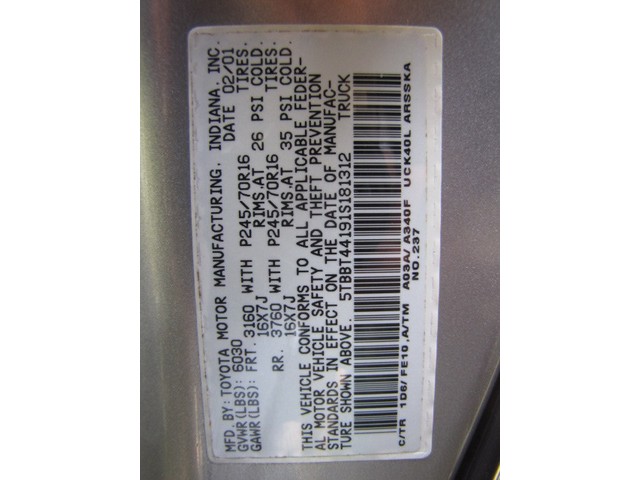 MFD. BY: TOYOTA MOTOR MANUFACTURING, INDIANA, INC.
GVWR(LBS): 6030 DATE 02/01
GAWR(LBS): FRT. 3160 WITH P245/70R16 TIRES.
16X7J RIMS.AT 26 PSI COLD.
RR. 3760 WITH P245/70R16 TIRES.
16X7J RIMS.AT 35 PSI COLD.
THIS VEHICLE CONFORMS TO ALL APPLICABLE FEDER-
AL MOTOR VEHICLE SAFETY AND THEFT PREVENTION
STANDARDS IN EFFECT ON THE DATE OF MANUFAC-
TURE SHOWN ABOVE. 5TBBT44191S181312 TRUCK
C/TR 1D6/FE10,A/TM A03A/A340F UCK40L ARSSKA
NO.237